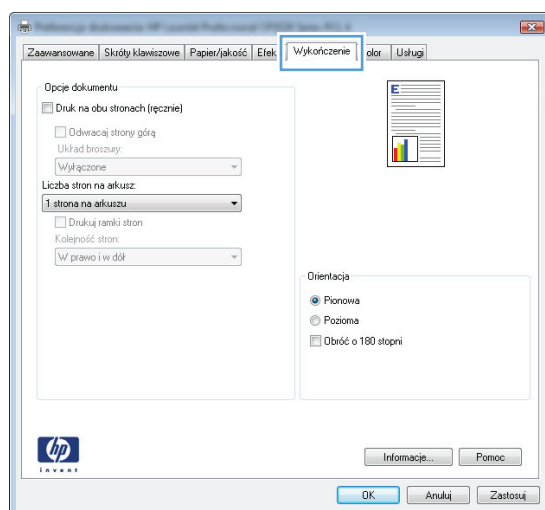 Zaawansowane Skróty klawiszowe Papier/jakość Efek Wykończenie olor Usługi
Opcje dokumentu
Druk na obu stronach (ręcznie)
Odwracaj strony górą
Układ broszury:
Wyłączone
Liczba stron na arkusz:
1 strona na arkuszu
Drukuj ramki stron
Kolejność stron:
W prawo i w dół
E
Orientacja
Pionowa
Pozioma
Obróć o 180 stopni
hp
invent
Informacje... Pomoc
OK Anuluj Zastosuj